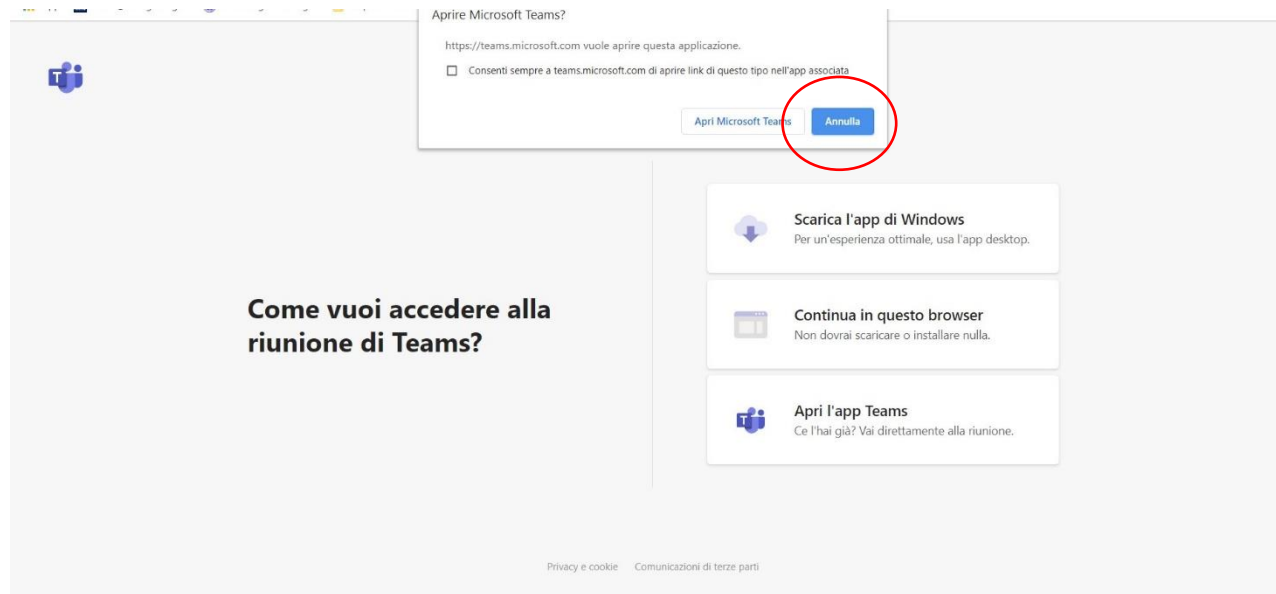 Aprire Microsoft Teams?
https://teams.microsoft.com vuole aprire questa applicazione.
Consenti sempre a teams.microsoft.com di aprire link di questo tipo nell'app associata
Apri Microsoft Teams
Annulla
Come vuoi accedere alla
riunione di Teams?
Scarica l'app di Windows
Per un'esperienza ottimale, usa l'app desktop.
Continua in questo browser
Non dovrai scaricare o installare nulla.
Apri l'app Teams
Ce l'hai già? Vai direttamente alla riunione.
Privacy e cookie Comunicazioni di terze parti